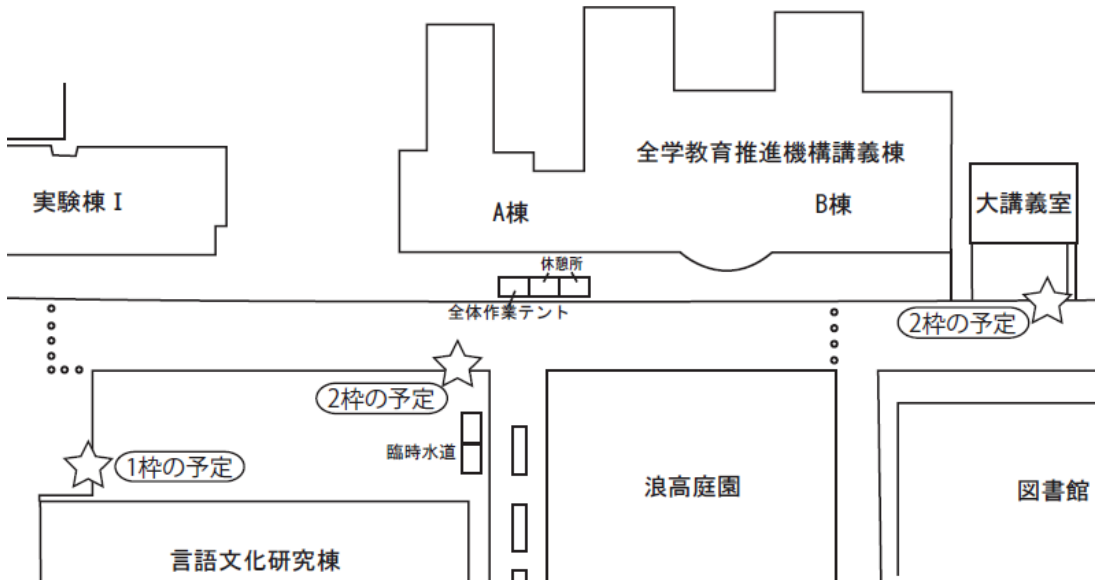 全学教育推進機構講義棟
実験棟Ⅰ
A棟
B棟
大講義室
休憩所
全体作業テント
2枠の予定
2枠の予定
臨時水道
1枠の予定
浪高庭園
図書館
言語文化研究棟